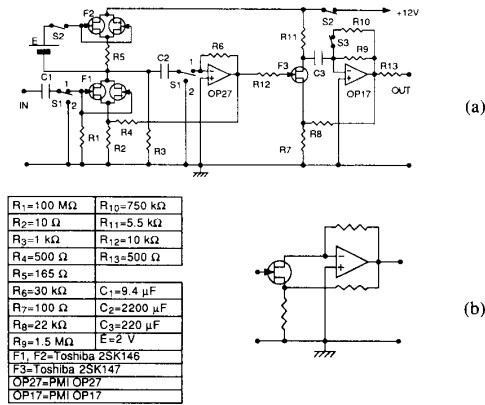 F2
S2
E
C1
IN
S1
1
2
F1
R5
R1
R2
R4
R3
C2
S1
1
2
R6
OP27
R12
F3
R11
C3
R7
R8
S2
+12V
S3
R10
R9
R13
OP17
OUT
(a)
R1=100 MΩ R10=750 kΩ
R2=10 Ω R11=5.5 kΩ
R3=1 kΩ R12=10 kΩ
R4=500 Ω R13=500 Ω
R5=165 Ω
R6=30 kΩ C1=9.4 µF
R7=100 Ω C2=2200 µF
R8=22 kΩ C3=220 µF
R9=1.5 MΩ E=2 V
F1, F2=Toshiba 2SK146
F3=Toshiba 2SK147
OP27=PMI OP27
OP17=PMI OP17
(b)